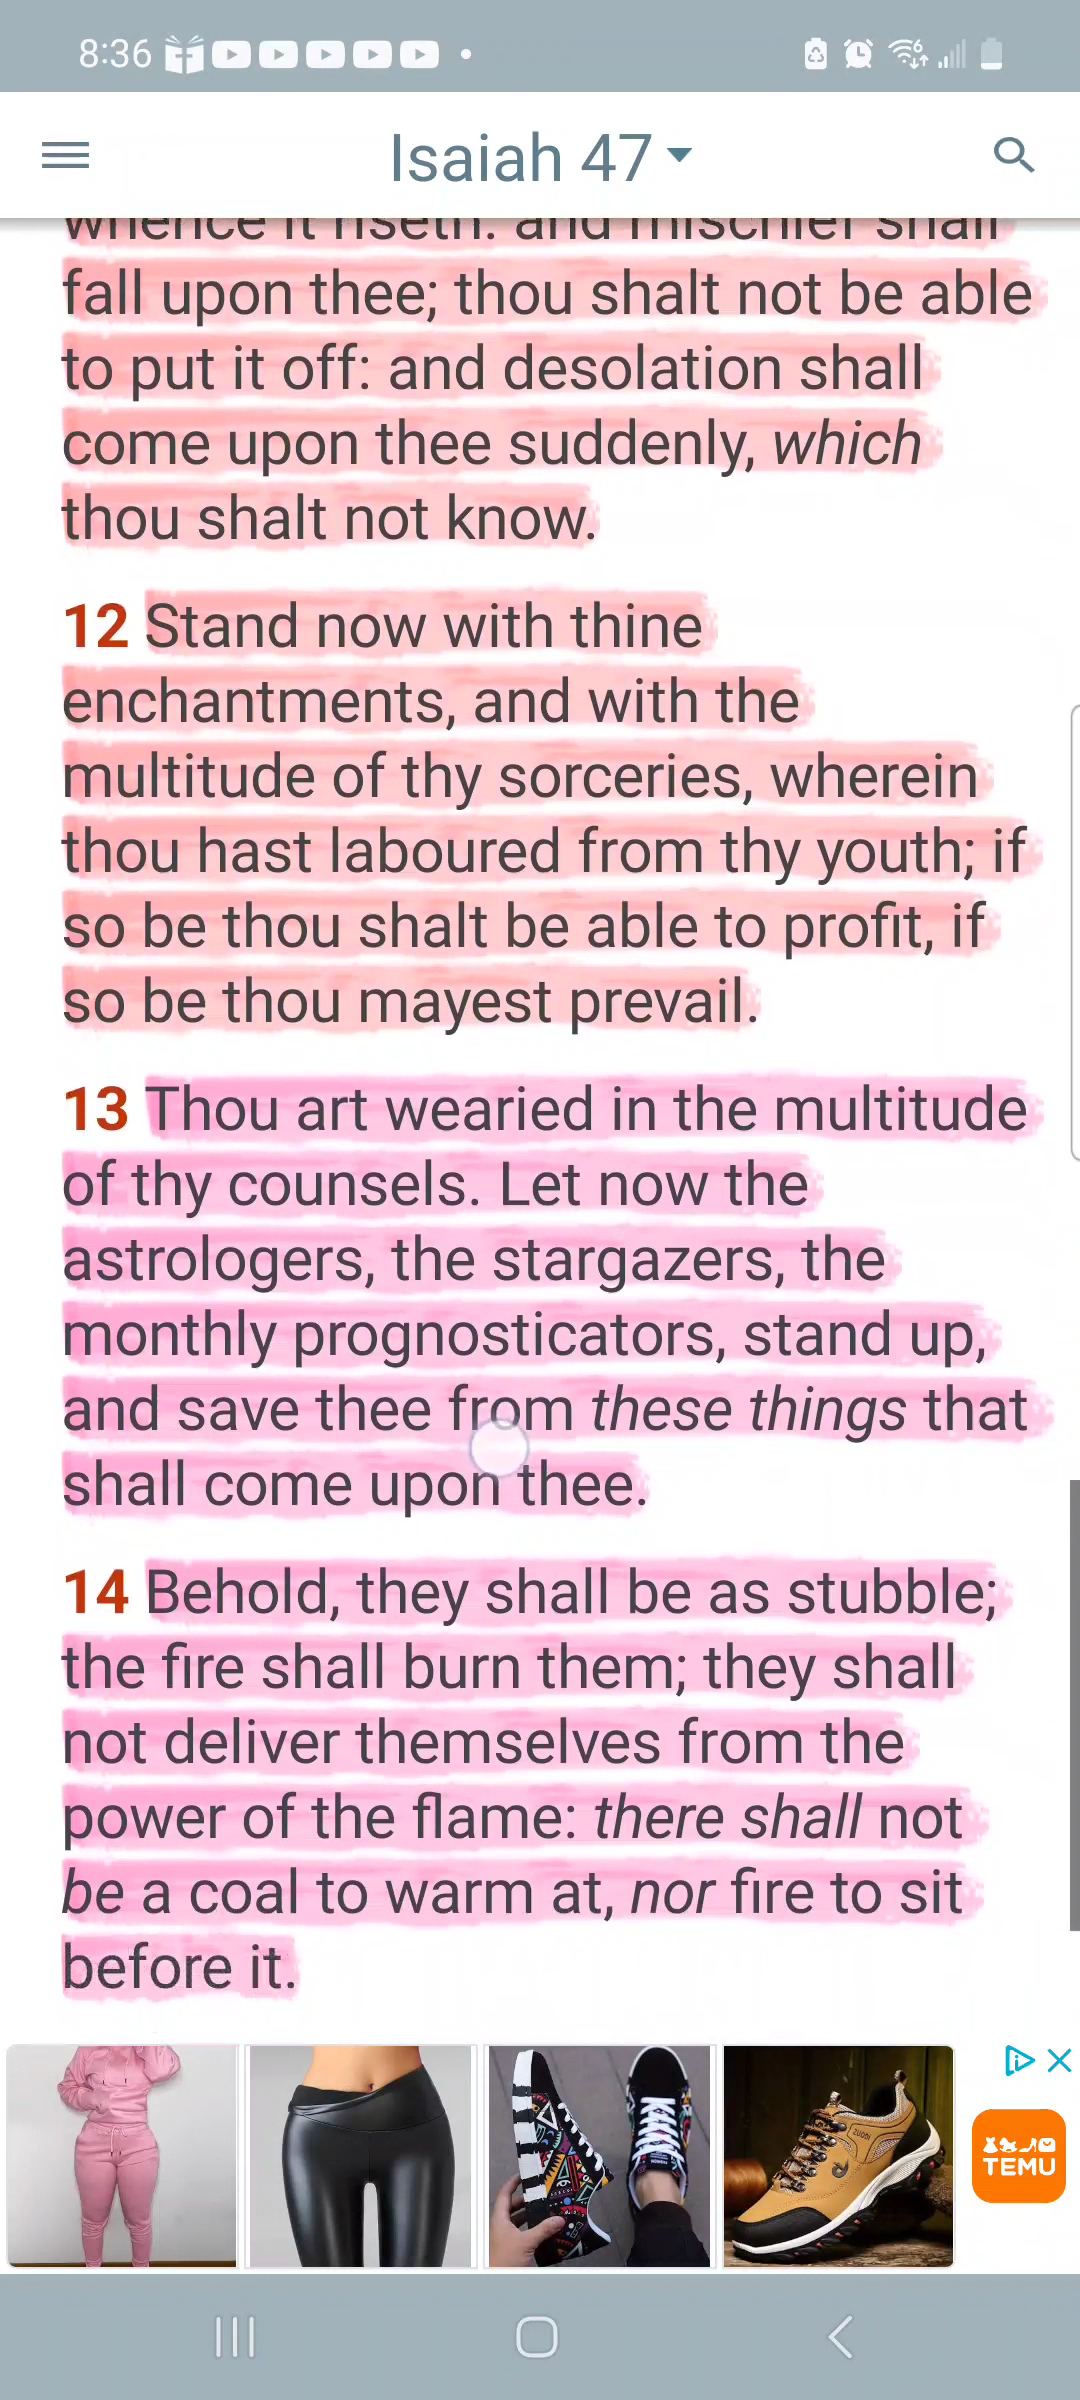 8:36
Isaiah 47
whence it riseth: and mischief shall
fall upon thee; thou shalt not be able
to put it off: and desolation shall
come upon thee suddenly, which
thou shalt not know.
12 Stand now with thine
enchantments, and with the
multitude of thy sorceries, wherein
thou hast laboured from thy youth; if
so be thou shalt be able to profit, if
so be thou mayest prevail.
13 Thou art wearied in the multitude
of thy counsels. Let now the
astrologers, the stargazers, the
monthly prognosticators, stand up,
and save thee from these things that
shall come upon thee.
14 Behold, they shall be as stubble;
the fire shall burn them; they shall
not deliver themselves from the
power of the flame: there shall not
be a coal to warm at, nor fire to sit
before it.
ZUODI
TEMU